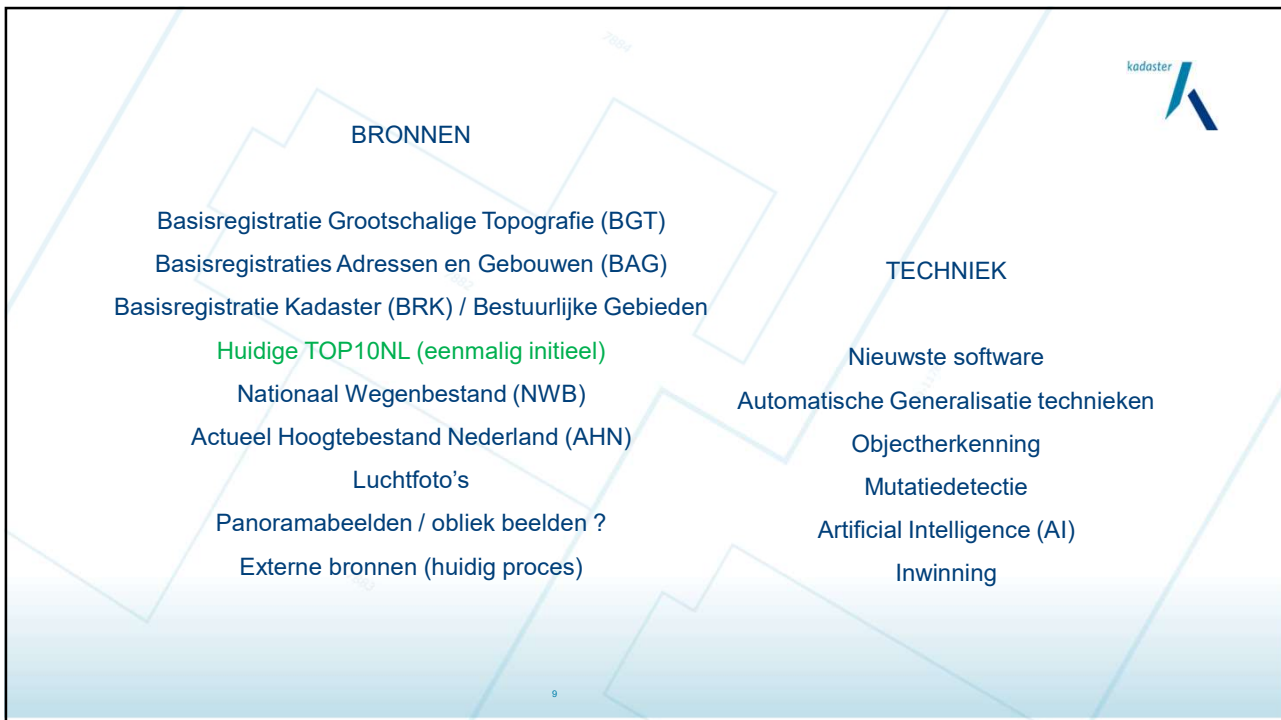 kadaster
BRONNEN
Basisregistratie Grootschalige Topografie (BGT)
Basisregistraties Adressen en Gebouwen (BAG)
Basisregistratie Kadaster (BRK) / Bestuurlijke Gebieden
Huidige TOP10NL (eenmalig initieel)
Nationaal Wegenbestand (NWB)
Actueel Hoogtebestand Nederland (AHN)
Luchtfoto’s
Panoramabeelden / obliek beelden ?
Externe bronnen (huidig proces)
TECHNIEK
Nieuwste software
Automatische Generalisatie technieken
Objectherkenning
Mutatiedetectie
Artificial Intelligence (AI)
Inwinning
7884
9